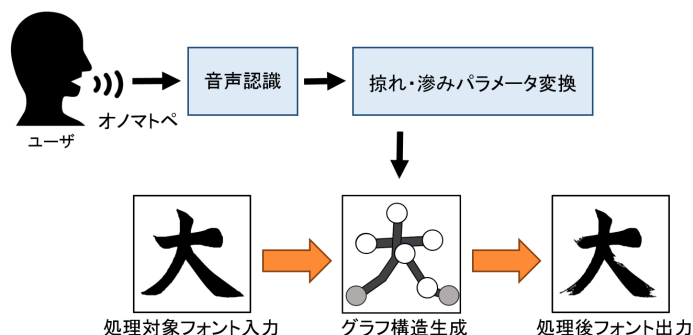 音声認識
掠れ・滲みパラメータ変換
オノマトペ
ユーザ
大
大
処理対象フォント入力
グラフ構造生成
処理後フォント出力